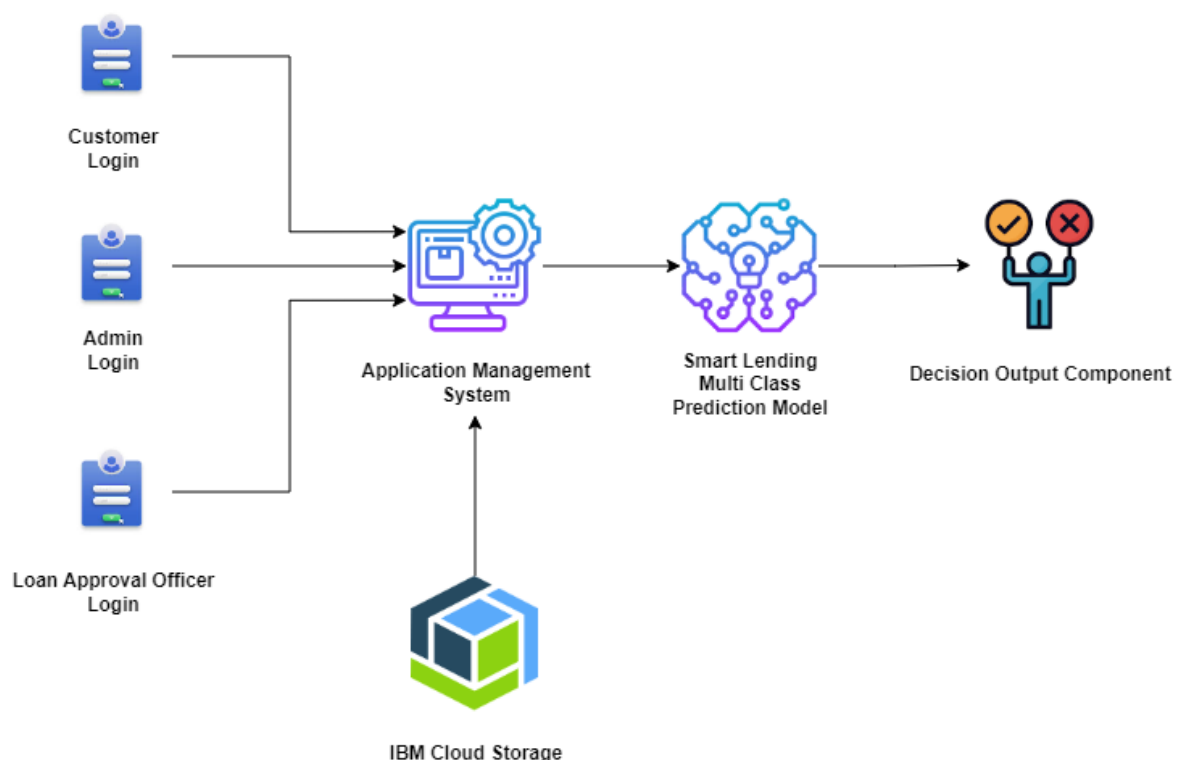 Customer
Login
Admin
Login
Loan Approval Officer
Login
Application Management
System
Smart Lending
Multi Class
Prediction Model
Decision Output Component
IBM Cloud Storage